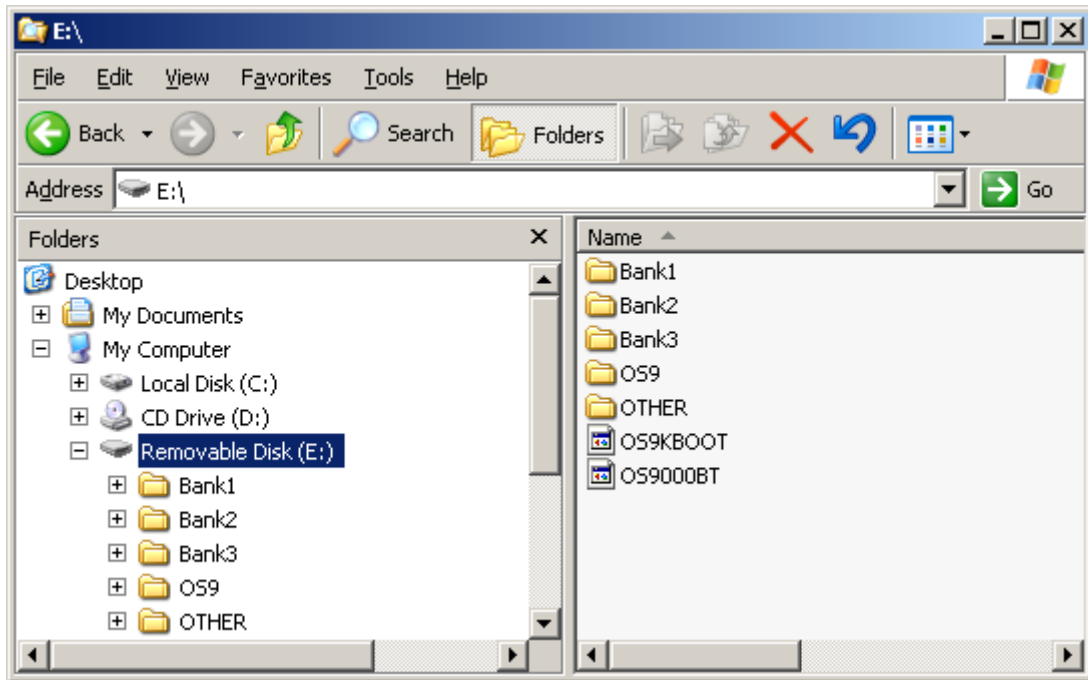 E:\
File Edit View Favorites Tools Help
Back Search Folders
Address E:\ Go
Folders
Desktop
My Documents
My Computer
Local Disk (C:)
CD Drive (D:)
Removable Disk (E:)
Bank1
Bank2
Bank3
OS9
OTHER
Name
Bank1
Bank2
Bank3
OS9
OTHER
OS9KBOOT
OS9000BT